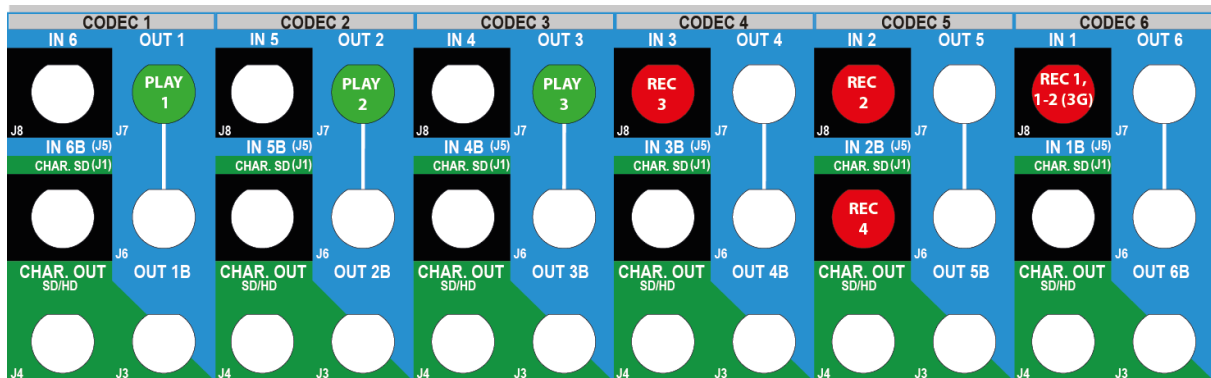 CODEC 1 CODEC 2 CODEC 3 CODEC 4 CODEC 5 CODEC 6
IN 6 OUT 1 IN 5 OUT 2 IN 4 OUT 3 IN 3 OUT 4 IN 2 OUT 5 IN 1 OUT 6
PLAY PLAY PLAY REC REC REC 1,
1 2 3 3 2 1-2 (3G)
J8 J7 J8 J7 J8 J7 J8 J7 J8 J7 J8 J7
IN 6B (J5) IN 5B (J5) IN 4B (J5) IN 3B (J5) IN 2B (J5) IN 1B (J5)
CHAR. SD (J1) CHAR. SD (J1) CHAR. SD (J1) CHAR. SD (J1) CHAR. SD (J1) CHAR. SD (J1)
REC
4
J6 J6 J6 J6 J6 J6
CHAR. OUT OUT 1B CHAR. OUT OUT 2B CHAR. OUT OUT 3B CHAR. OUT OUT 4B CHAR. OUT OUT 5B CHAR. OUT OUT 6B
SD/HD SD/HD SD/HD SD/HD SD/HD SD/HD
J4 J3 J4 J3 J4 J3 J4 J3 J4 J3 J4 J3